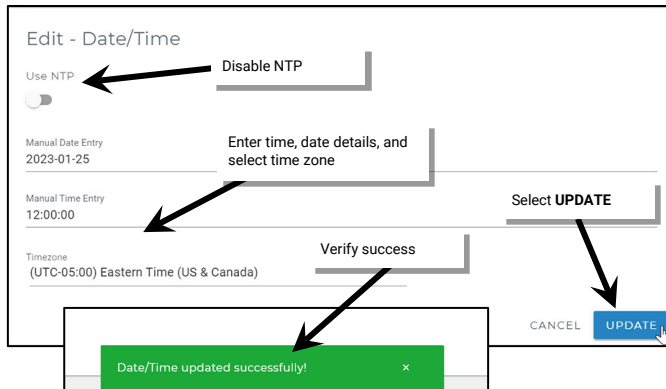 Edit - Date/Time
Use NTP
Disable NTP
Manual Date Entry
2023-01-25
Enter time, date details, and
select time zone
Manual Time Entry
12:00:00
Select UPDATE
Timezone
(UTC-05:00) Eastern Time (US & Canada)
Verify success
CANCEL
UPDATE
Date/Time updated successfully!
×